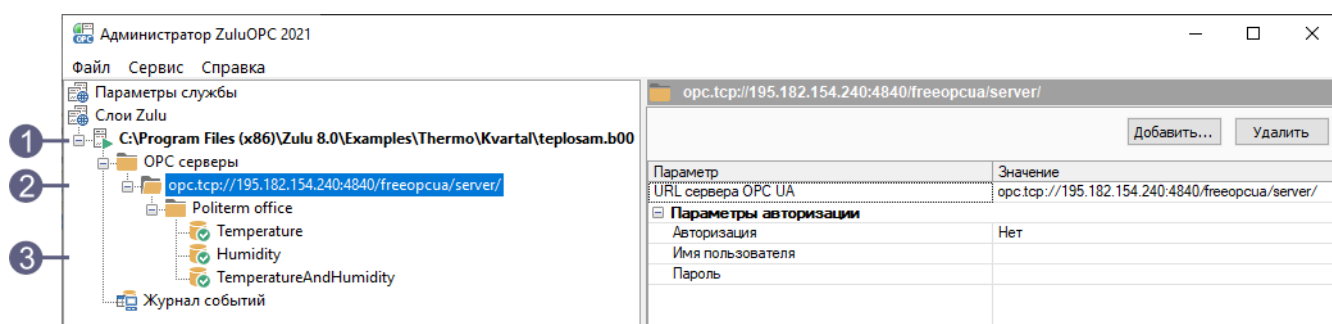 OPC Администратор ZuluOPC 2021
Файл Сервис Справка
Параметры службы
Слои Zulu
1 C:\Program Files (x86)\Zulu 8.0\Examples\Thermo\Kvartal\teplosam.b00
OPC серверы
2 opc.tcp://195.182.154.240:4840/freeopcua/server/
Politerm office
Temperature
3 Humidity
TemperatureAndHumidity
Журнал событий
opc.tcp://195.182.154.240:4840/freeopcua/server/
Добавить... Удалить
Параметр Значение
URL сервера OPC UA opc.tcp://195.182.154.240:4840/freeopcua/server/
Параметры авторизации
Авторизация Нет
Имя пользователя
Пароль